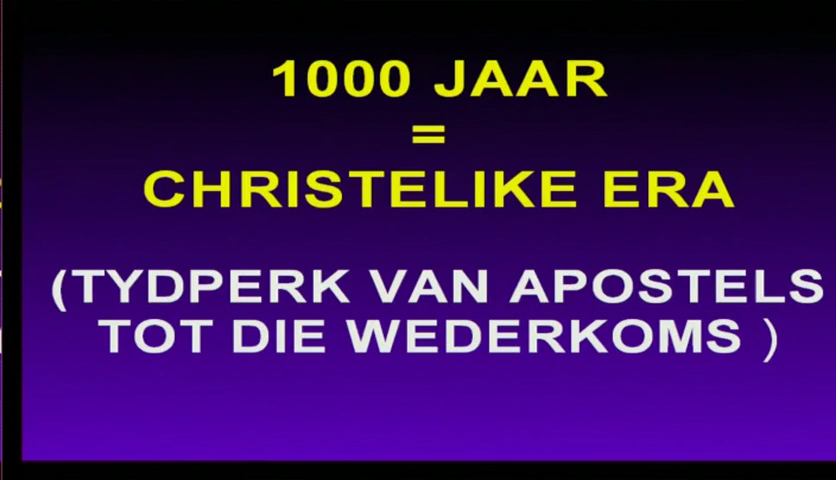 1000 JAAR
=
CHRISTELIKE ERA
(TYDPERK VAN APOSTELS
TOT DIE WEDERKOMS )